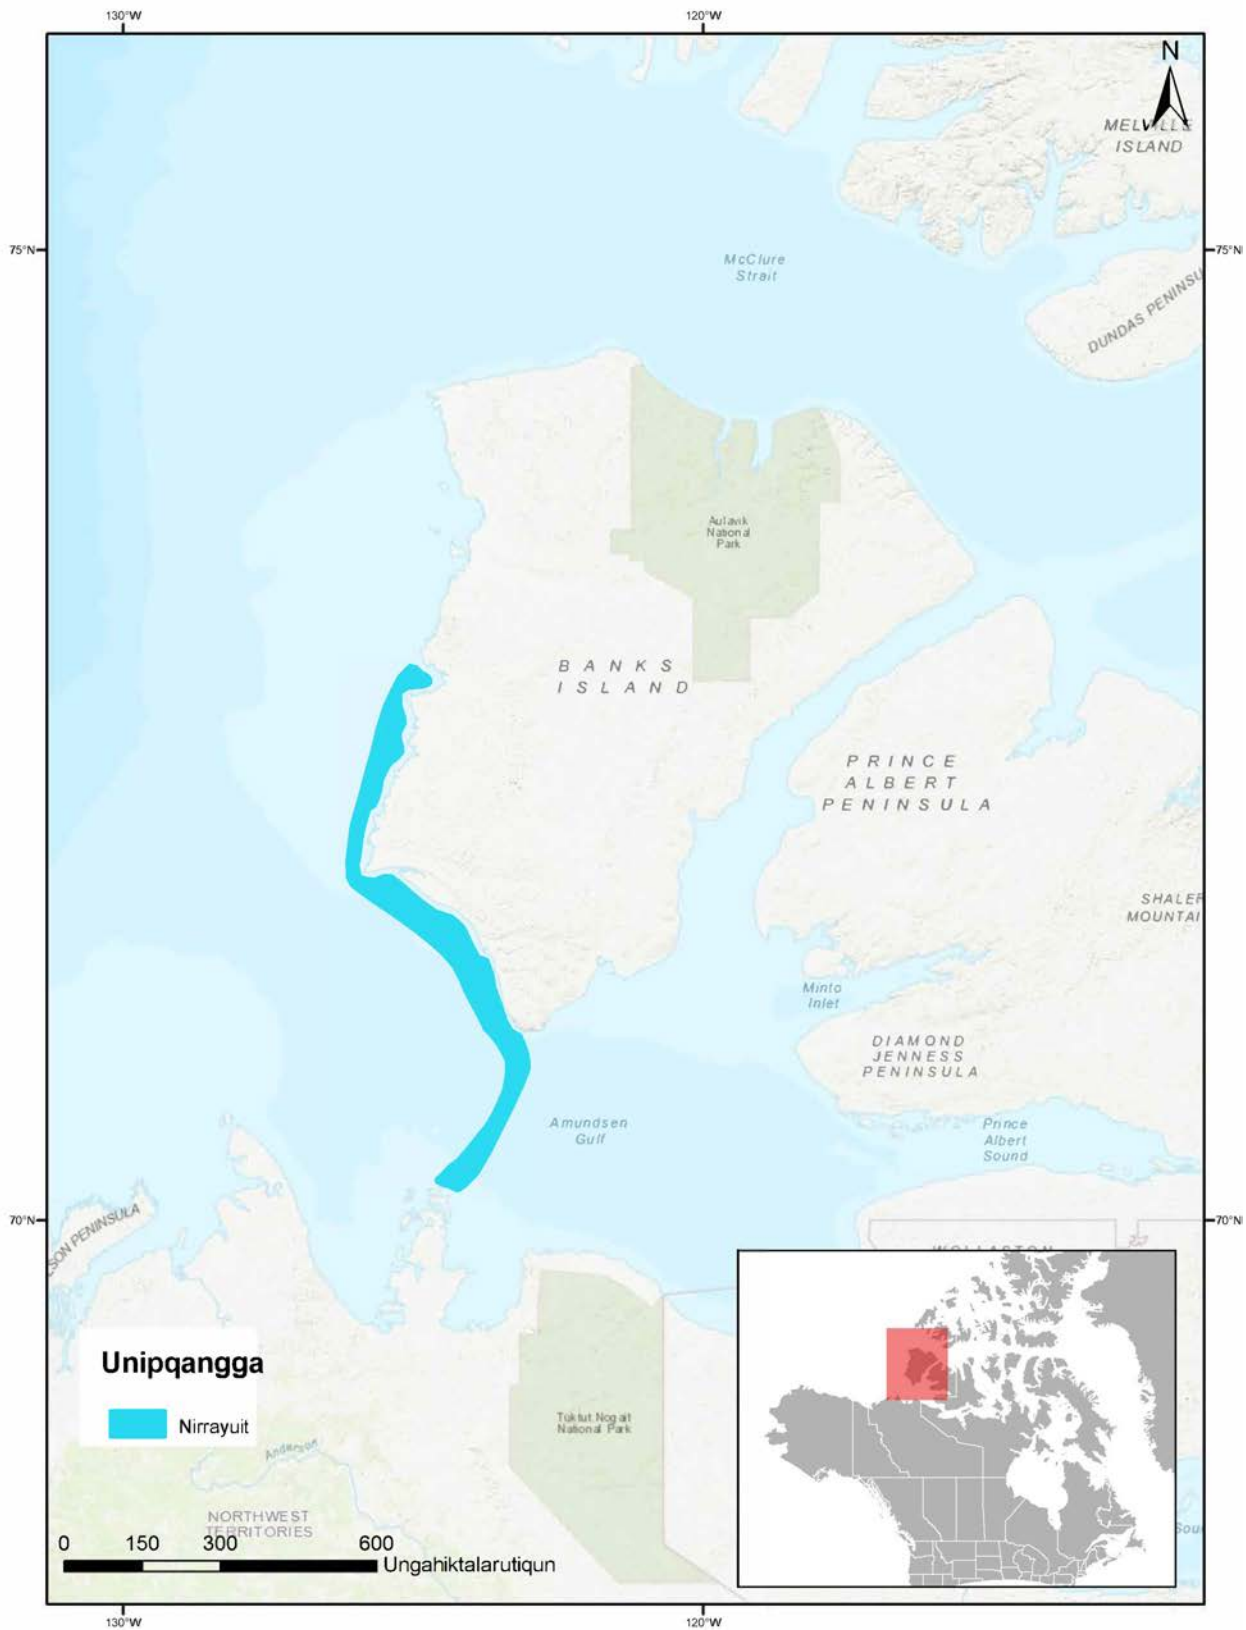 130°W
120°W
N
MELVILLE
ISLAND
75°N
75°N
McClure
Strait
DUNDAS PENINSU
Aulavik
National
Park
BANKS
ISLAND
PRINCE
ALBERT
PENINSULA
SHALER
MOUNTAI
Minto
Inlet
DIAMOND
JENNESS
PENINSULA
Amundsen
Gulf
Prince
Albert
Sound
70°N
70°N
SON PENINSULA
WOLLASTON
Unipqangga
Nirrayuit
Tuktut Nogait
National Park
Anderson
NORTHWEST
TERRITORIES
Sou
0 150 300 600
Ungahiktalarutiqun
130°W
120°W